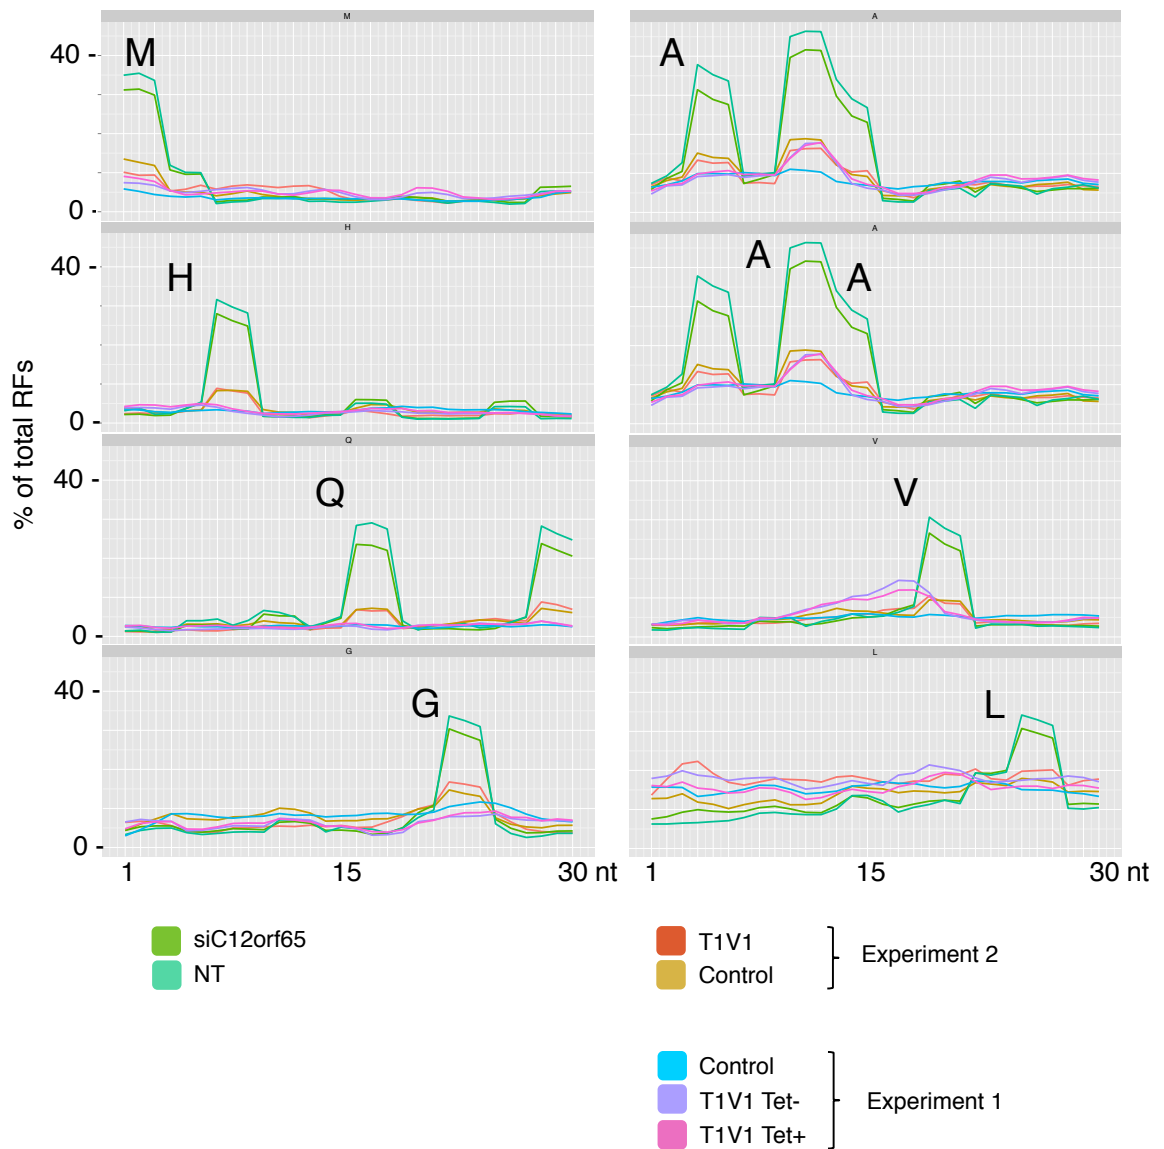 M
A
40
M
A
0
H
A
40
H
A
A
% of total RFs
0
Q
V
40
Q
V
0
G
L
40
G
L
0
1
15
30 nt
1
15
30 nt
siC12orf65
NT
T1V1
Control
Experiment 2
Control
T1V1 Tet-
T1V1 Tet+
Experiment 1